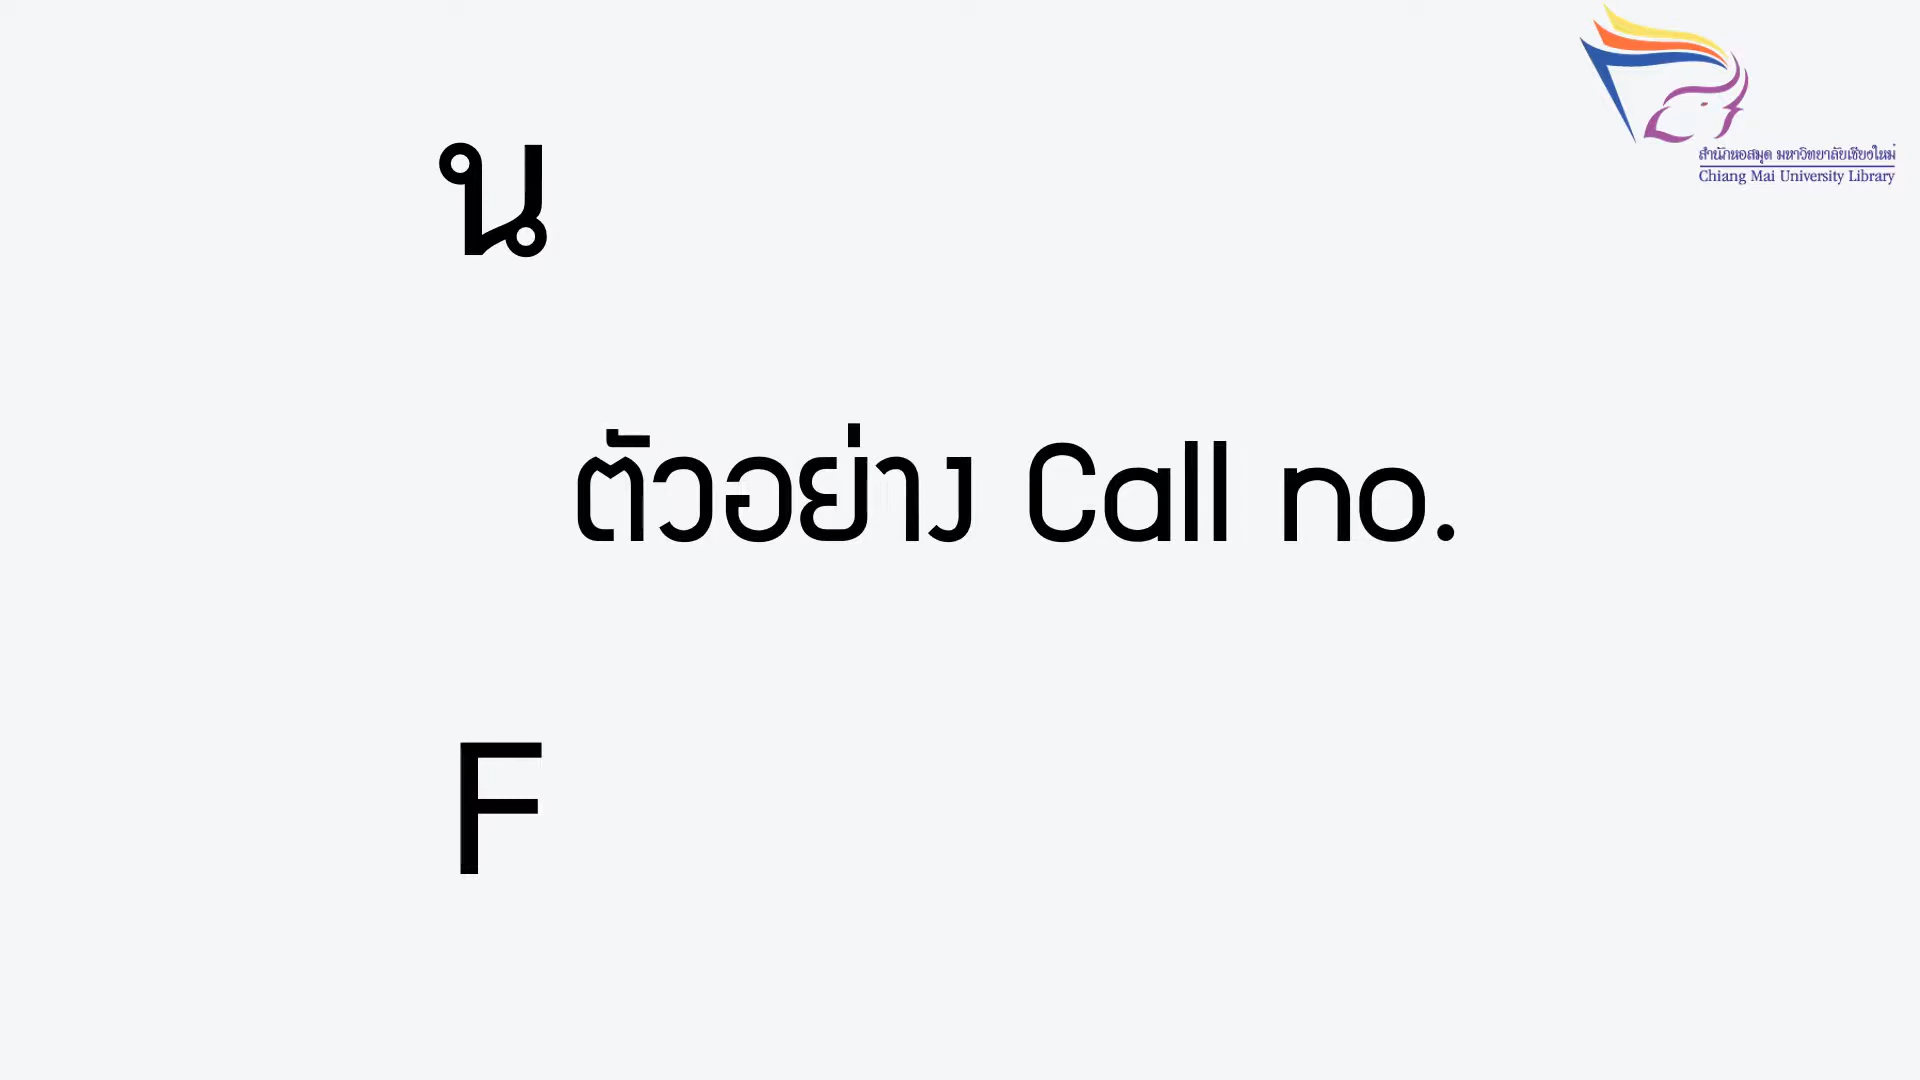 สำนักหอสมุด มหาวิทยาลัยเชียงใหม่
Chiang Mai University Library
น
ตัวอย่าง Call no.
F